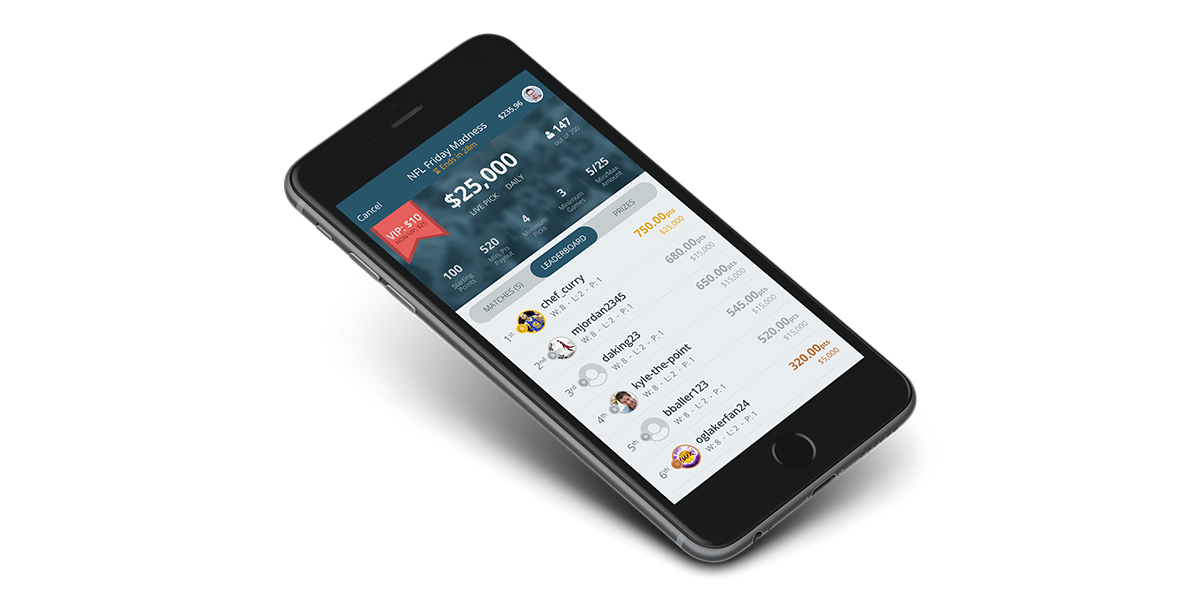 Cancel
NFL Friday Madness
Ends in 28m
$235,96
VIP: $10
NON-VIP: $25
$25,000
LIVE PICK DAILY
147
out of 200
100
Starting
Points
520
Min. Pts
Payout
4
Minimum
Picks
3
Minimum
Games
5/25
Min/Max
Amount
MATCHES (5)
LEADERBOARD
PRIZES
1st
chef_curry
W: 8 - L: 2 - P: 1
750.00pts
$25,000
2nd
mjordan2345
W: 8 - L: 2 - P: 1
680.00pts
$15,000
3rd
daking23
W: 8 - L: 2 - P: 1
650.00pts
$15,000
4th
kyle-the-point
W: 8 - L: 2 - P: 1
545.00pts
$15,000
5th
bballer123
W: 8 - L: 2 - P: 1
520.00pts
$15,000
6th
oglakerfan24
W: 8 - L: 2 - P: 1
320.00pts
$5,000